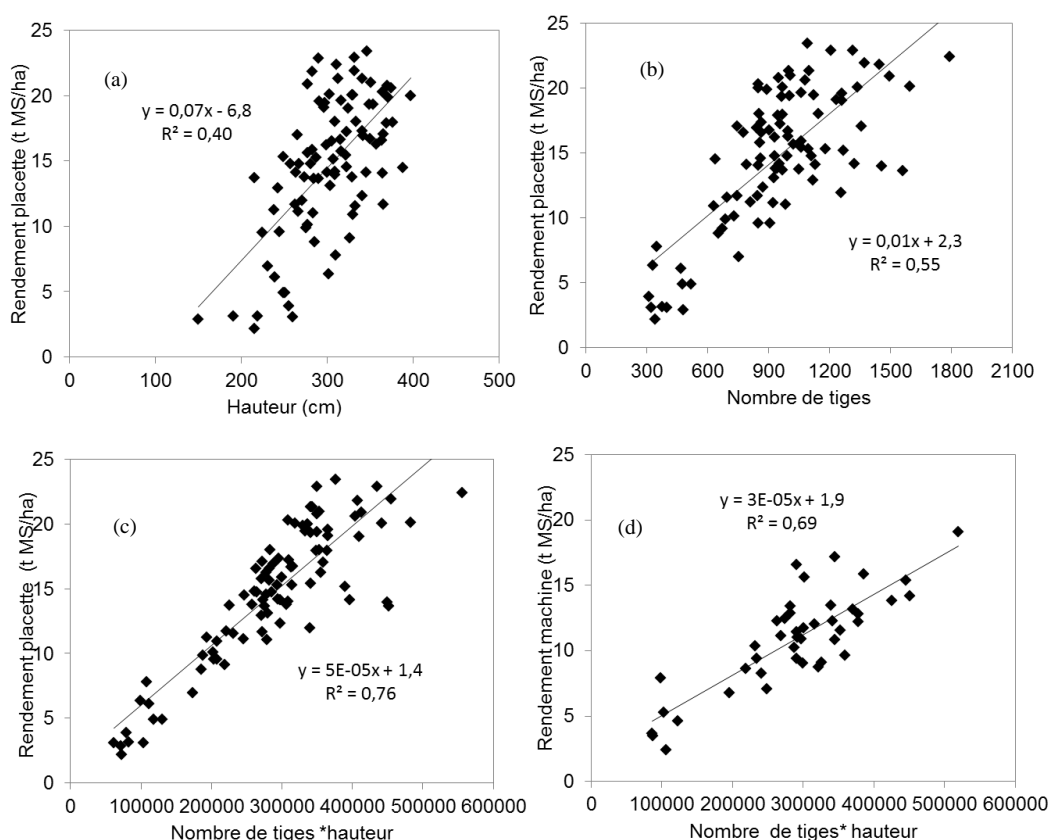 (a)
y = 0,07x - 6,8
R² = 0,40
Rendement placette (t MS/ha)
25
20
15
10
5
0
0 100 200 300 400 500
Hauteur (cm)
(b)
y = 0,01x + 2,3
R² = 0,55
Rendement placette (t MS/ha)
25
20
15
10
5
0
0 300 600 900 1200 1500 1800 2100
Nombre de tiges
(c)
y = 5E-05x + 1,4
R² = 0,76
Rendement placette (t MS/ha)
25
20
15
10
5
0
0 100000 200000 300000 400000 500000 600000
Nombre de tiges *hauteur
(d)
y = 3E-05x + 1,9
R² = 0,69
Rendement machine (t MS/ha)
25
20
15
10
5
0
0 100000 200000 300000 400000 500000 600000
Nombre de tiges* hauteur